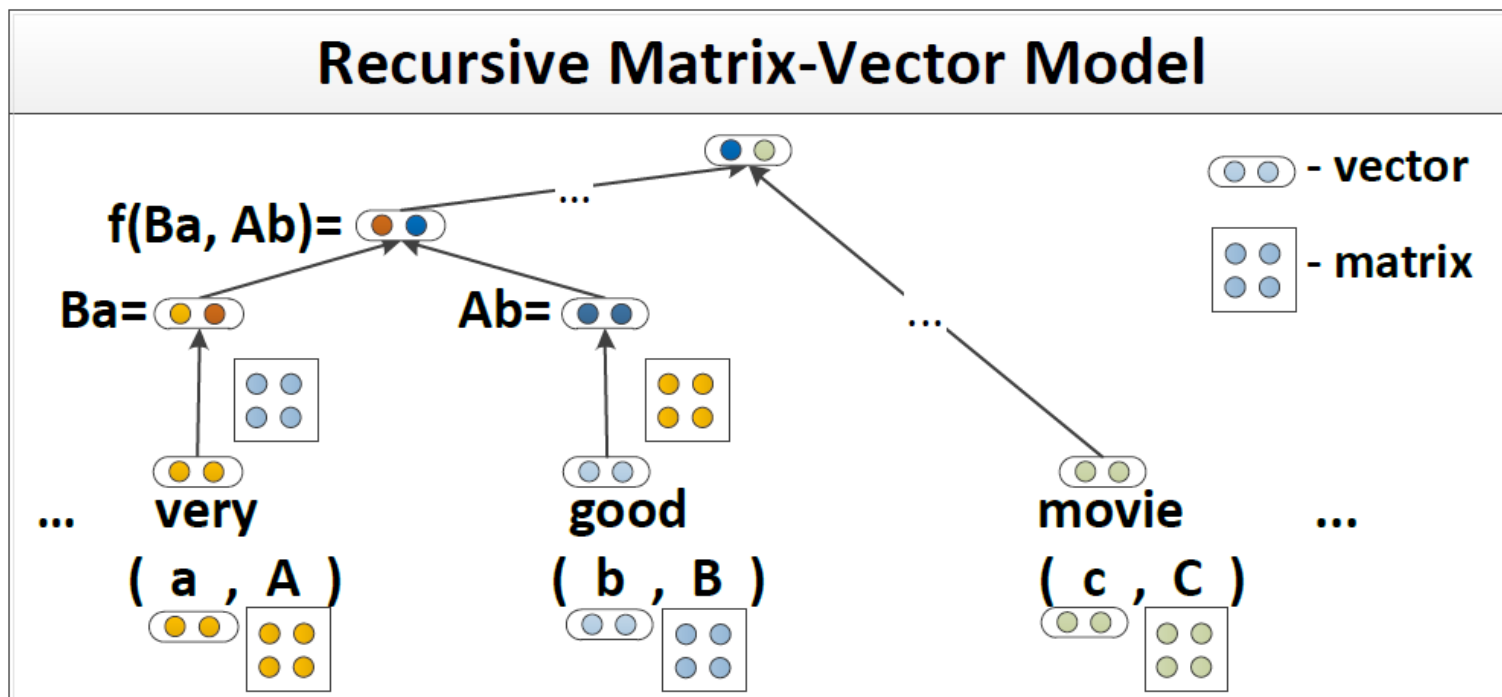 Recursive Matrix-Vector Model
- vector
...
f(Ba, Ab)=
- matrix
Ba=
Ab=
...
... very good movie ...
( a , A ) ( b , B ) ( c , C )